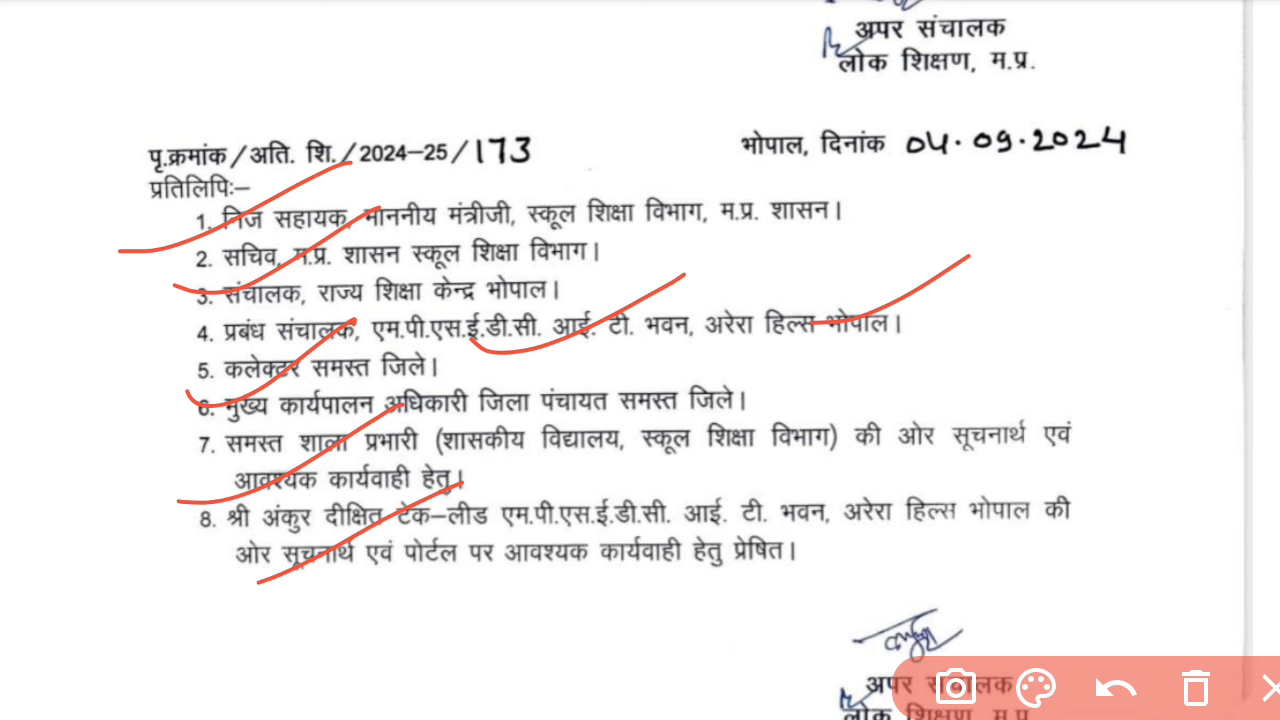 अपर संचालक
लोक शिक्षण, म.प्र.
पृ.क्रमांक/अति. शि./2024–25/173 भोपाल, दिनांक 04.09.2024
प्रतिलिपिः–
1. निज सहायक, माननीय मंत्रीजी, स्कूल शिक्षा विभाग, म.प्र. शासन।
2. सचिव, म.प्र. शासन स्कूल शिक्षा विभाग।
3. संचालक, राज्य शिक्षा केन्द्र भोपाल।
4. प्रबंध संचालक, एम.पी.एस.ई.डी.सी. आई. टी. भवन, अरेरा हिल्स भोपाल।
5. कलेक्टर समस्त जिले।
6. मुख्य कार्यपालन अधिकारी जिला पंचायत समस्त जिले।
7. समस्त शाला प्रभारी (शासकीय विद्यालय, स्कूल शिक्षा विभाग) की ओर सूचनार्थ एवं
आवश्यक कार्यवाही हेतु।
8. श्री अंकुर दीक्षित टेक–लीड एम.पी.एस.ई.डी.सी. आई. टी. भवन, अरेरा हिल्स भोपाल की
ओर सूचनार्थ एवं पोर्टल पर आवश्यक कार्यवाही हेतु प्रेषित।
अपर संचालक
लोक शिक्षण म.प्र.